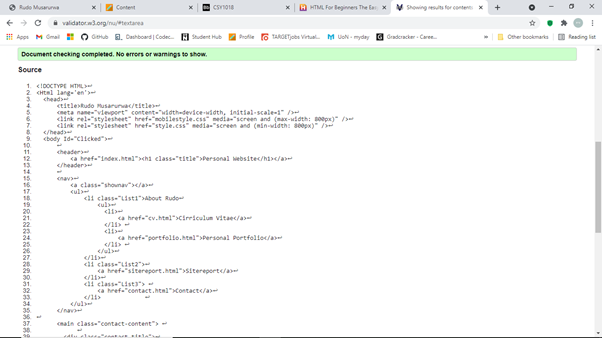 Rudo Musarurwa
Content
CSY1018
HTML For Beginners The Eas
Showing results for contents
validator.w3.org/nu/#textarea
Apps
Gmail
GitHub
Dashboard | Codec...
Student Hub
Profile
TARGETjobs Virtual...
UoN - myday
Gradcracker - Caree...
Other bookmarks
Reading list
Document checking completed. No errors or warnings to show.
Source
1. <!DOCTYPE HTML>↩
2. <Html lang='en'>↩
3. <head>↩
4. <title>Rudo Musarurwa</title>↩
5. <meta name="viewport" content="width=device-width, initial-scale=1" />↩
6. <link rel="stylesheet" href="mobilestyle.css" media="screen and (max-width: 800px)" />↩
7. <link rel="stylesheet" href="style.css" media="screen and (min-width: 800px)" />↩
8. </head>↩
9. <body Id="Clicked">↩
10. ↩
11. <header>↩
12. <a href="index.html"><h1 class="title">Personal Website</h1></a>↩
13. </header>↩
14. ↩
15. <nav>↩
16. <a class="shownav"></a>↩
17. <ul>↩
18. <li class="List1">About Rudo↩
19. <ul>↩
20. <li>↩
21. <a href="cv.html">Cirriculum Vitae</a>↩
22. </li> ↩
23. <li>↩
24. <a href="portfolio.html">Personal Portfolio</a>↩
25. </li> ↩
26. </ul>↩
27. </li>↩
28. <li class="List2">↩
29. <a href="sitereport.html">Sitereport</a>↩
30. </li>↩
31. <li class="List3"> ↩
32. <a href="contact.html">Contact</a>↩
33. </li> ↩
34. </ul>↩
35. </nav>↩
36. ↩
37. <main class="contact-content"> ↩
38. ↩
39. <div class="contact-title">↩